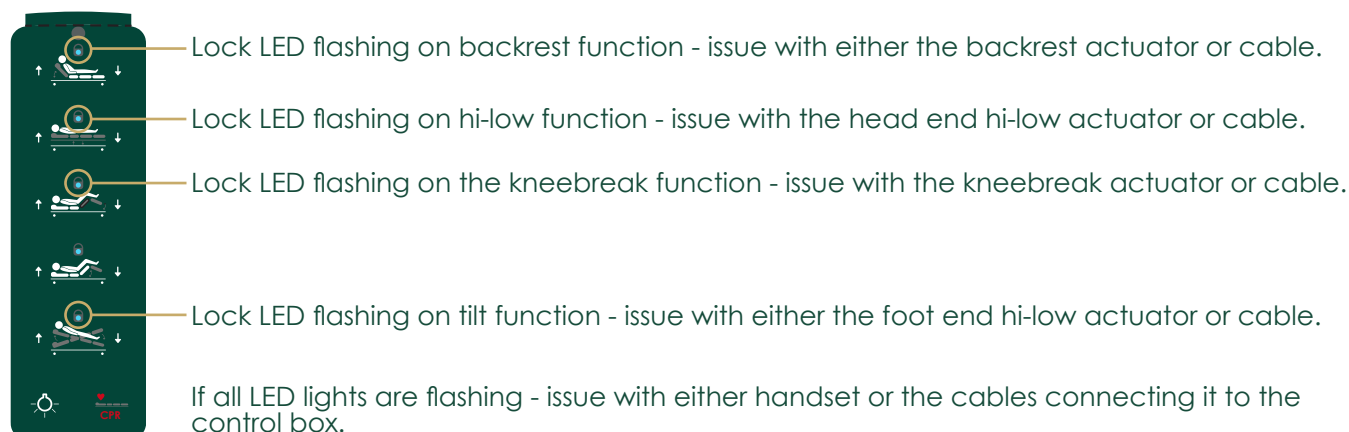 Lock LED flashing on backrest function - issue with either the backrest actuator or cable.
Lock LED flashing on hi-low function - issue with the head end hi-low actuator or cable.
Lock LED flashing on the kneebreak function - issue with the kneebreak actuator or cable.
Lock LED flashing on tilt function - issue with either the foot end hi-low actuator or cable.
If all LED lights are flashing - issue with either handset or the cables connecting it to the
control box.
CPR